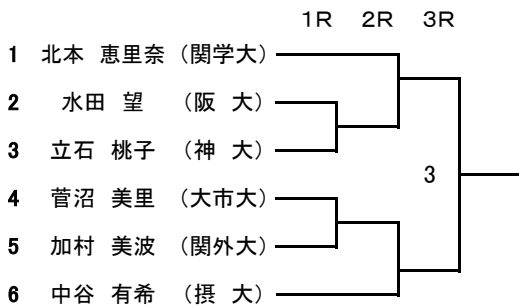 1R 2R 3R
1 北本 恵里奈 (関学大)
2 水田 望 (阪 大)
3 立石 桃子 (神 大)
3
4 菅沼 美里 (大市大)
5 加村 美波 (関外大)
6 中谷 有希 (摂 大)